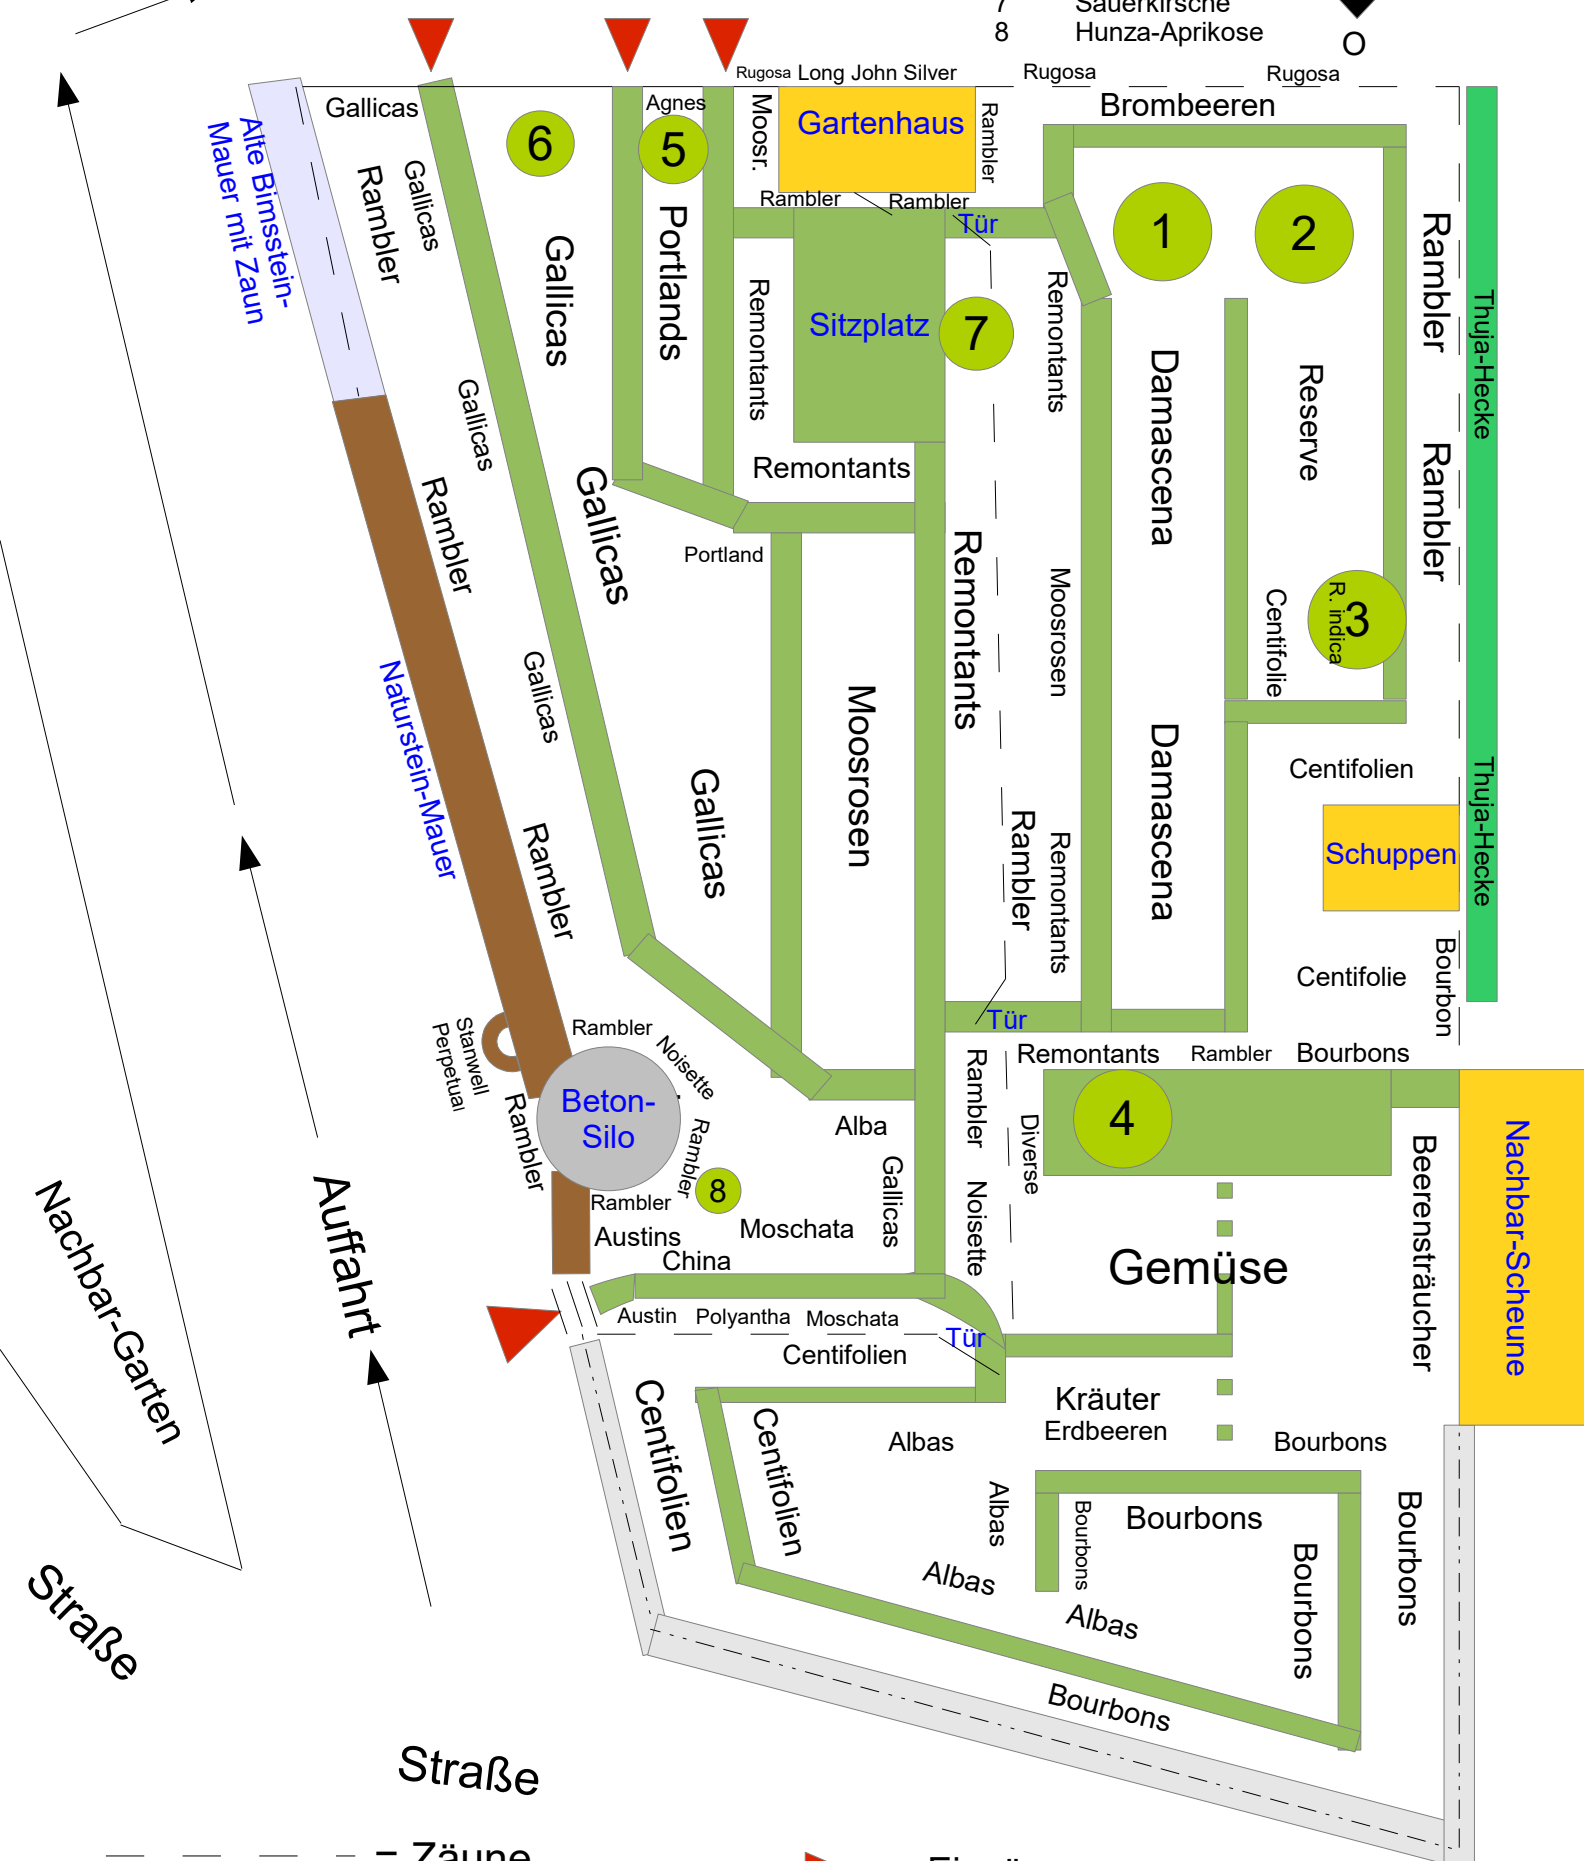 7 Sauerkirsche
8 Hunza-Aprikose
O
Rugosa
Long John Silver
Rugosa
Rugosa
Gallicas
Agnes
Moosr.
Gartenhaus
Rambler
Brombeeren
Alte Bimsstein-
Mauer mit Zaun
Rambler
Gallicas
6
5
Rambler
Rambler
Tür
1
2
Gallicas
Portlands
Remontants
Sitzplatz
7
Remontants
Damascena
Reserve
Rambler
Thuja-Hecke
Gallicas
Remontants
Rambler
Gallicas
Rambler
Portland
Remontants
Moosrosen
Centifolie
R. indica
3
Naturstein-Mauer
Gallicas
Gallicas
Moosrosen
Damascena
Centifolien
Rambler
Rambler
Remontants
Schuppen
Thuja-Hecke
Centifolie
Bourbon
Stanwell
Perpetual
Rambler
Noisette
Tür
Remontants
Rambler
Bourbons
Rambler
Beton-
Silo
Rambler
Rambler
8
Alba
Gallicas
Rambler
Diverse
4
Noisette
Beerensträucher
Nachbar-Scheune
Rambler
Austins
Moschata
China
Gemüse
Nachbar-Garten
Auffahrt
Austin
Polyantha
Moschata
Tür
Centifolien
Centifolien
Centifolien
Kräuter
Erdbeeren
Albas
Bourbons
Albas
Bourbons
Bourbons
Bourbons
Bourbons
Albas
Albas
Bourbons
Straße
Straße
= Zäune